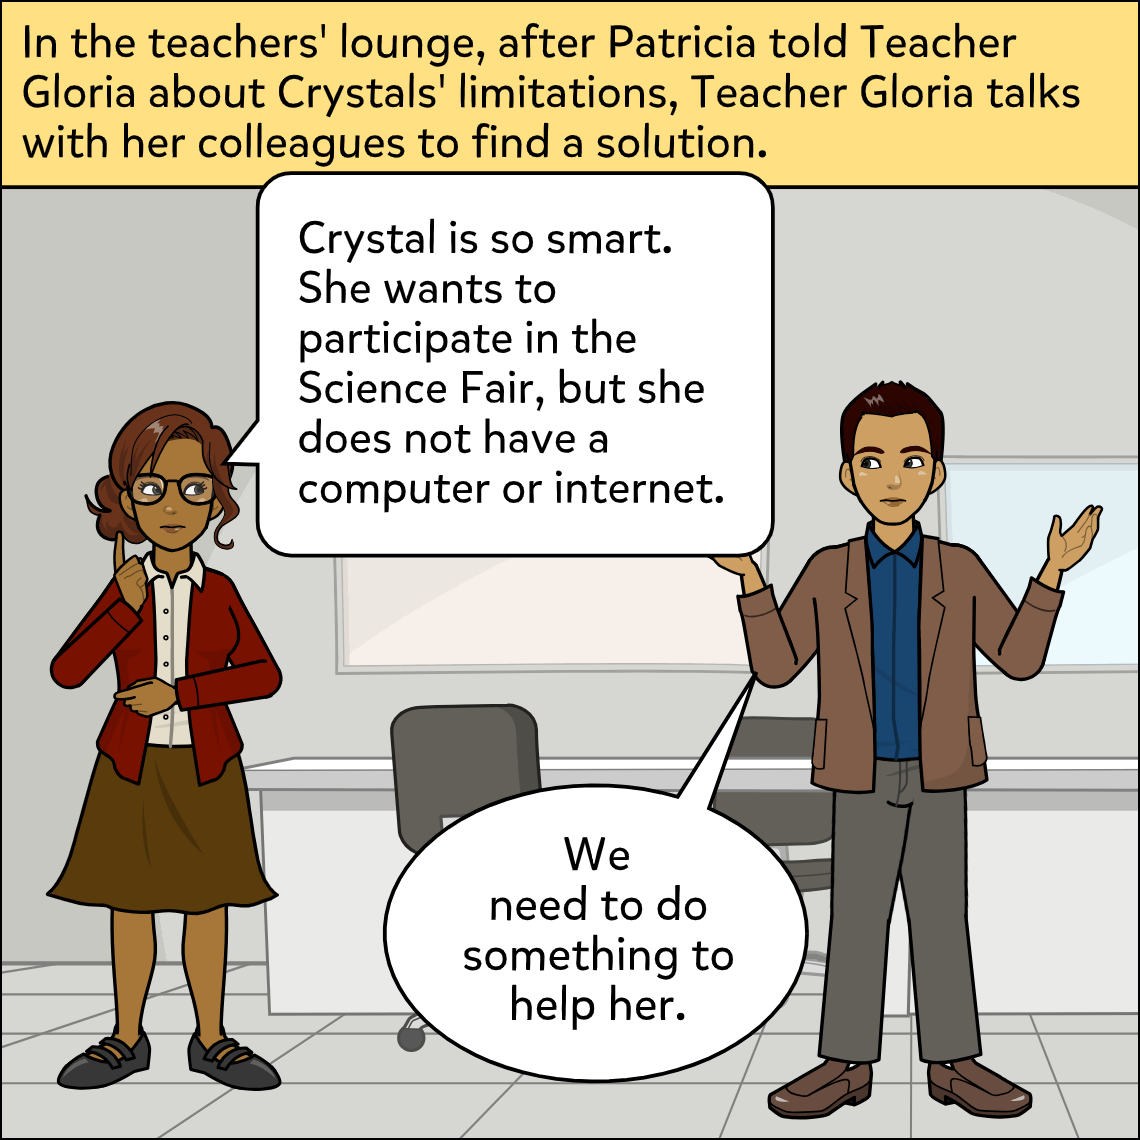 In the teachers' lounge, after Patricia told Teacher
Gloria about Crystals' limitations, Teacher Gloria talks
with her colleagues to find a solution.
Crystal is so smart.
She wants to
participate in the
Science Fair, but she
does not have a
computer or internet.
We
need to do
something to
help her.